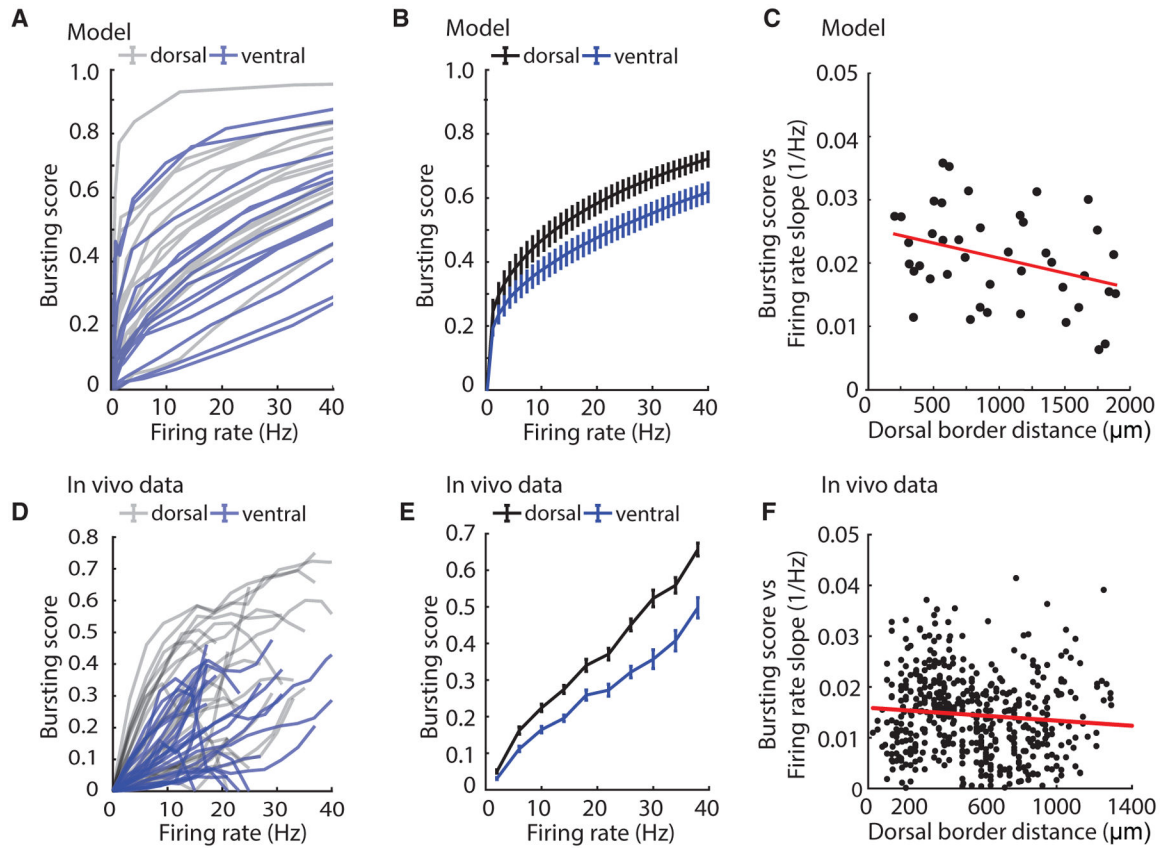 A
Model
dorsal ventral
Bursting score
1.0
0.8
0.6
0.4
0.2
0
0 10 20 30 40
Firing rate (Hz)
B
Model
dorsal ventral
Bursting score
1.0
0.8
0.6
0.4
0.2
0
0 10 20 30 40
Firing rate (Hz)
C
Model
Bursting score vs
Firing rate slope (1/Hz)
0.05
0.04
0.03
0.02
0.01
0
500 1000 1500 2000
Dorsal border distance (µm)
D
In vivo data
dorsal ventral
Bursting score
0.8
0.7
0.6
0.5
0.4
0.3
0.2
0.1
0
0 10 20 30 40
Firing rate (Hz)
E
In vivo data
dorsal ventral
Bursting score
0.7
0.6
0.5
0.4
0.3
0.2
0.1
0
0 10 20 30 40
Firing rate (Hz)
F
In vivo data
Bursting score vs
Firing rate slope (1/Hz)
0.05
0.04
0.03
0.02
0.01
0
200 600 1000 1400
Dorsal border distance (µm)